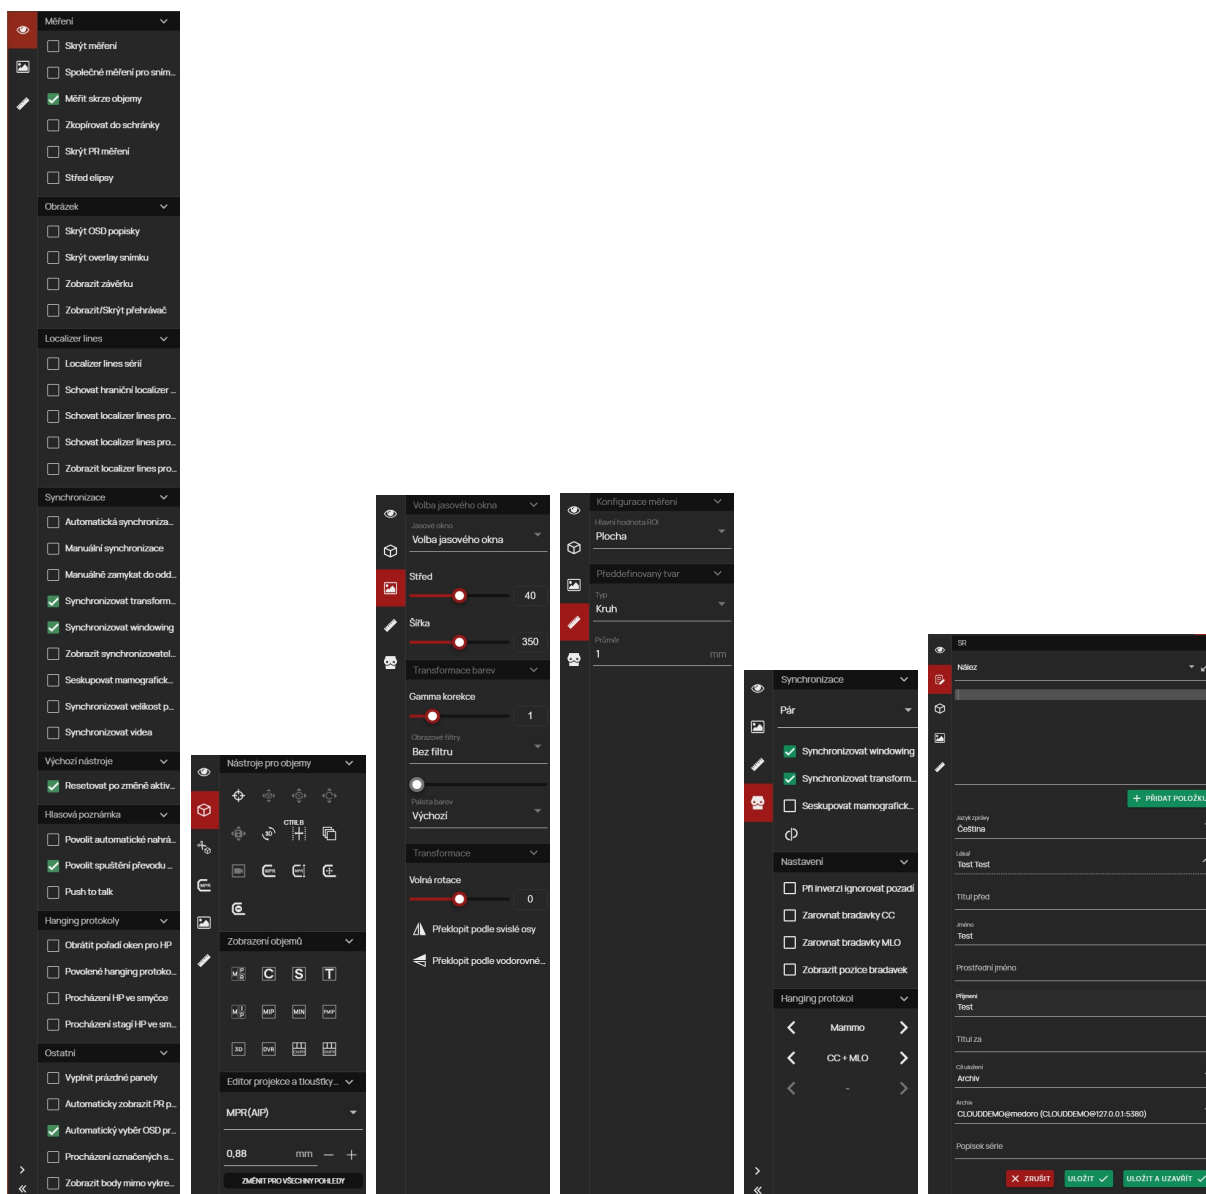 Měření
Skrýt měření
Společné měření pro sním...
Měřit skrze objemy
Zkopírovat do schránky
Skrýt PR měření
Střed elipsy
Obrázek
Skrýt OSD popisky
Skrýt overlay snímku
Zobrazit závěrku
Zobrazit/Skrýt přehrávač
Localizer lines
Localizer lines sérií
Schovat hraniční localizer ...
Schovat localizer lines pro...
Schovat localizer lines pro...
Zobrazit localizer lines pro...
Synchronizace
Automatická synchroniza...
Manuální synchronizace
Manuálně zamykat do odd...
Synchronizovat transform...
Synchronizovat windowing
Zobrazit synchronizovatel...
Seskupovat mamografick...
Synchronizovat velikost p...
Synchronizovat videa
Výchozí nástroje
Resetovat po změně aktiv...
Hlasová poznámka
Povolit automatické nahrá...
Povolit spuštění převodu ...
Push to talk
Hanging protokoly
Obrátit pořadí oken pro HP
Povolené hanging protoko...
Procházení HP ve smyčce
Procházení stagí HP ve sm...
Ostatní
Vyplnit prázdné panely
Automaticky zobrazit PR p...
Automatický výběr OSD pr...
Procházení označených s...
Zobrazit body mimo vykre...
Nástroje pro objemy
3D
CTRL B
MPR
MPR
MPR
Zobrazení objemů
MPR C S T
MIP MIP MIN FMIP
3D DVR
Editor projekce a tloušťky...
MPR(AIP)
0,88 mm
ZMĚNIT PRO VŠECHNY POHLEDY
Volba jasového okna
Jasové okno
Volba jasového okna
Střed
40
Šířka
350
Transformace barev
Gamma korekce
1
Obrazové filtry
Bez filtru
Paleta barev
Výchozí
Transformace
Volná rotace
0
Překlopit podle svislé osy
Překlopit podle vodorovné...
Konfigurace měření
Hlavní hodnota ROI
Plocha
Předdefinovaný tvar
Typ
Kruh
Průměr
1 mm
Synchronizace
Pár
Synchronizovat windowing
Synchronizovat transform...
Seskupovat mamografick...
Nastavení
Při inverzi ignorovat pozadí
Zarovnat bradavky CC
Zarovnat bradavky MLO
Zobrazit pozice bradavek
Hanging protokol
Mammo
CC + MLO
-
SR
Nález
PŘIDAT POLOŽKU
Jazyk zprávy
Čeština
Lékař
Test Test
Titul před
Jméno
Test
Prostřední jméno
Příjmení
Test
Titul za
Cíl uložení
Archiv
Archiv
CLOUDDEMO@medoro (CLOUDDEMO@127.0.0.1:5380)
Popisek série
ZRUŠIT ULOŽIT ULOŽIT A UZAVŘÍT